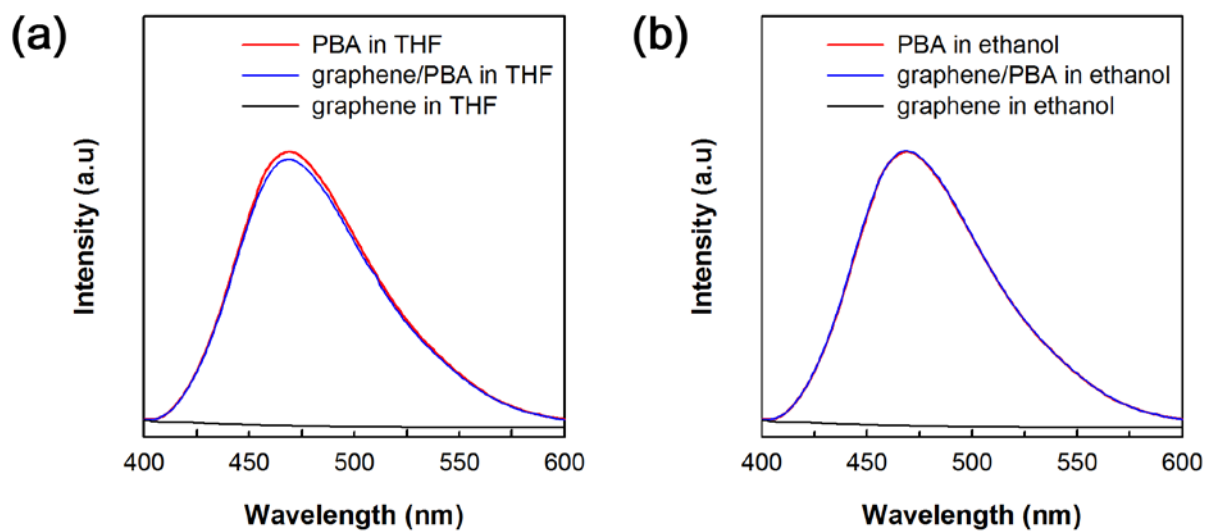 (a)
PBA in THF
graphene/PBA in THF
graphene in THF
Intensity (a.u)
400 450 500 550 600
Wavelength (nm)
(b)
PBA in ethanol
graphene/PBA in ethanol
graphene in ethanol
Intensity (a.u)
400 450 500 550 600
Wavelength (nm)